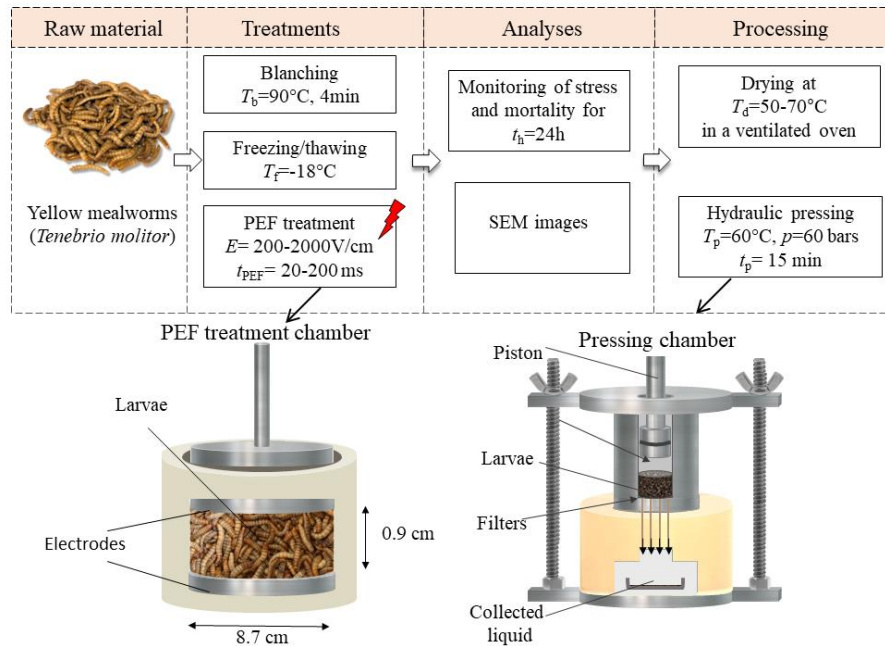 Raw material
Treatments
Analyses
Processing
Yellow mealworms
(Tenebrio molitor)
Blanching
Tb=90°C, 4min
Freezing/thawing
Tf=-18°C
PEF treatment
E= 200-2000V/cm
tPEF= 20-200 ms
Monitoring of stress
and mortality for
th=24h
SEM images
Drying at
Td=50-70°C
in a ventilated oven
Hydraulic pressing
Tp=60°C, p=60 bars
tp= 15 min
PEF treatment chamber
Larvae
Electrodes
0.9 cm
8.7 cm
Pressing chamber
Piston
Larvae
Filters
Collected
liquid